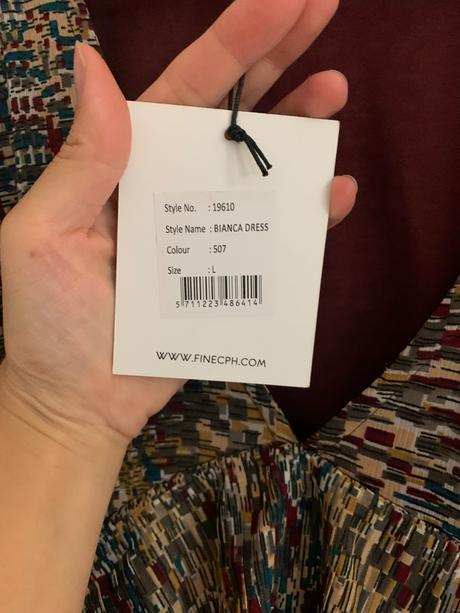 Style No. : 19610
Style Name : BIANCA DRESS
Colour : 507
Size : L
5 711223 486414
WWW.FINECPH.COM